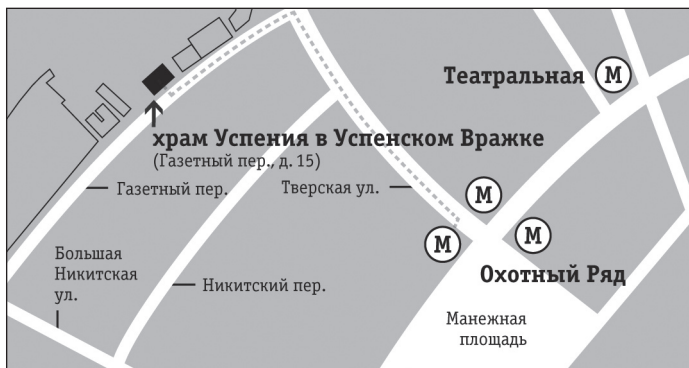 Театральная М
храм Успения в Успенском Вражке
(Газетный пер., д. 15)
Газетный пер.
Тверская ул.
М
М
М
Охотный Ряд
Большая
Никитская
ул.
Никитский пер.
Манежная
площадь